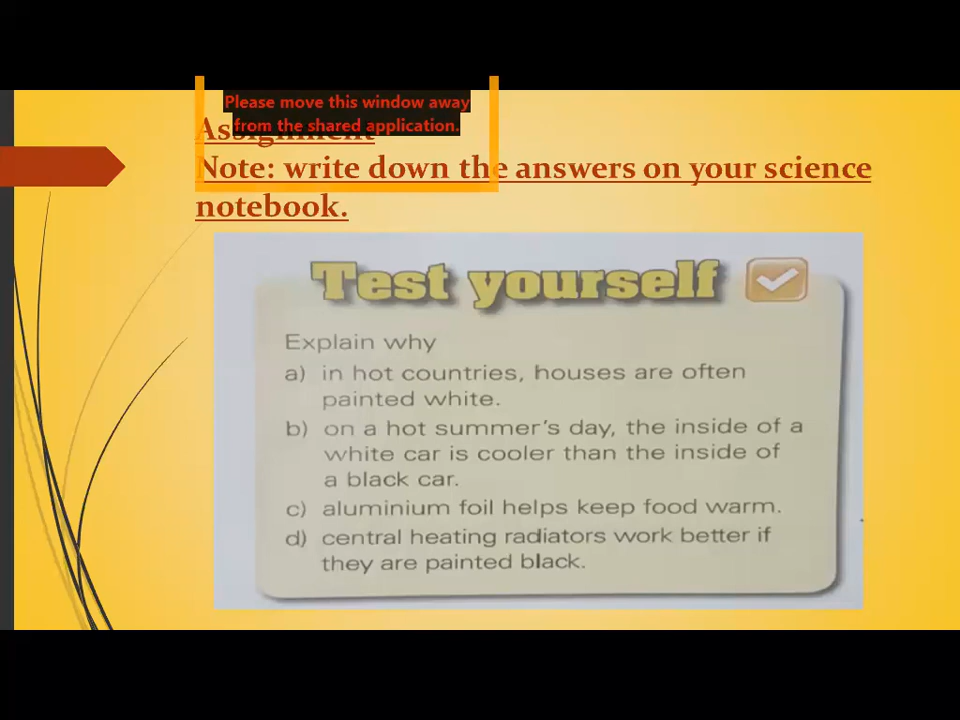 Please move this window away
from the shared application.
Assignment
Note: write down the answers on your science
notebook.
Test yourself
Explain why
a) in hot countries, houses are often
painted white.
b) on a hot summer's day, the inside of a
white car is cooler than the inside of
a black car.
c) aluminium foil helps keep food warm.
d) central heating radiators work better if
they are painted black.